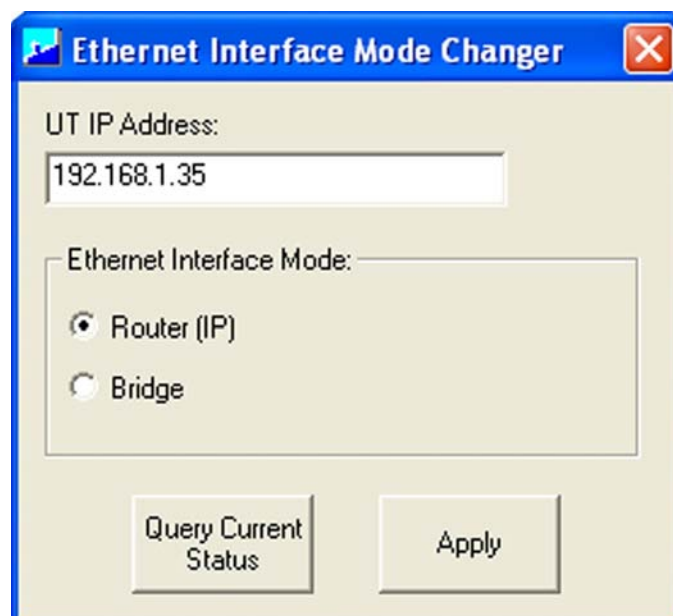 Ethernet Interface Mode Changer
UT IP Address:
192.168.1.35
Ethernet Interface Mode:
Router (IP)
Bridge
Query Current
Status
Apply